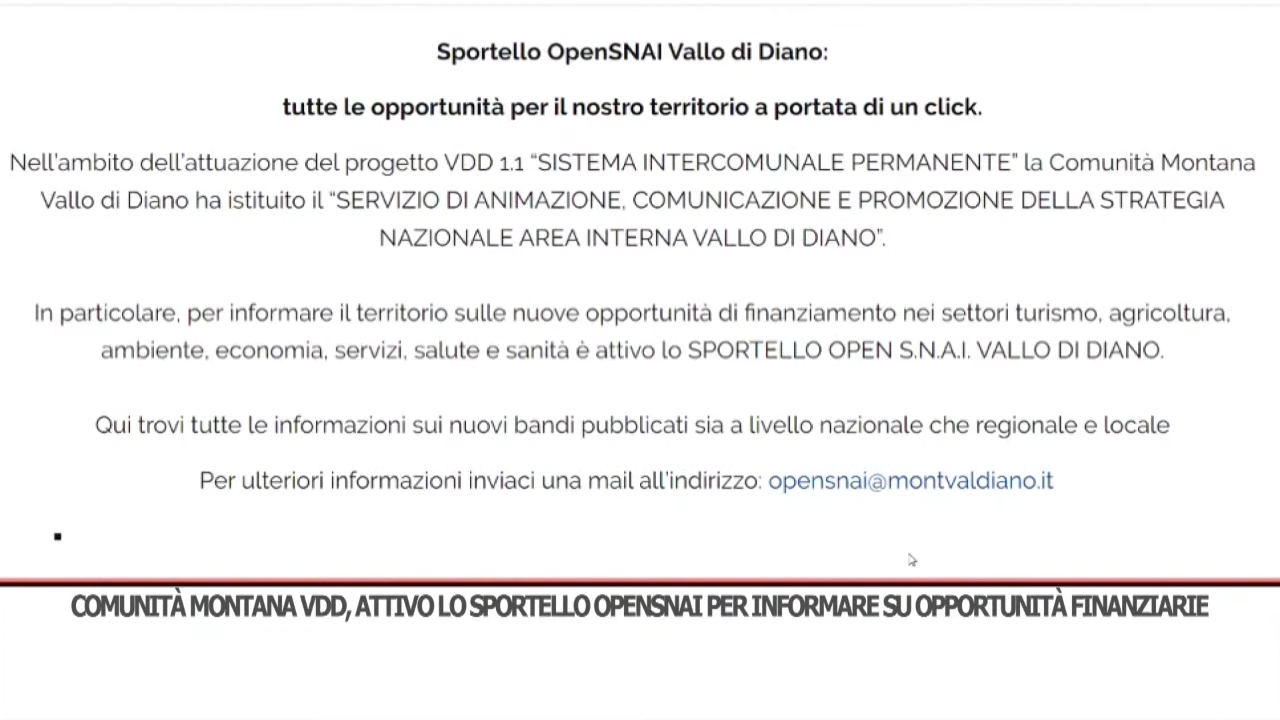 Sportello OpenSNAI Vallo di Diano:
tutte le opportunità per il nostro territorio a portata di un click.
Nell'ambito dell'attuazione del progetto VDD 1.1 “SISTEMA INTERCOMUNALE PERMANENTE” la Comunità Montana
Vallo di Diano ha istituito il “SERVIZIO DI ANIMAZIONE, COMUNICAZIONE E PROMOZIONE DELLA STRATEGIA
NAZIONALE AREA INTERNA VALLO DI DIANO”.
In particolare, per informare il territorio sulle nuove opportunità di finanziamento nei settori turismo, agricoltura,
ambiente, economia, servizi, salute e sanità è attivo lo SPORTELLO OPEN S.N.A.I. VALLO DI DIANO.
Qui trovi tutte le informazioni sui nuovi bandi pubblicati sia a livello nazionale che regionale e locale
Per ulteriori informazioni inviaci una mail all'indirizzo: opensnai@montvaldiano.it
COMUNITÀ MONTANA VDD, ATTIVO LO SPORTELLO OPENSNAI PER INFORMARE SU OPPORTUNITÀ FINANZIARIE